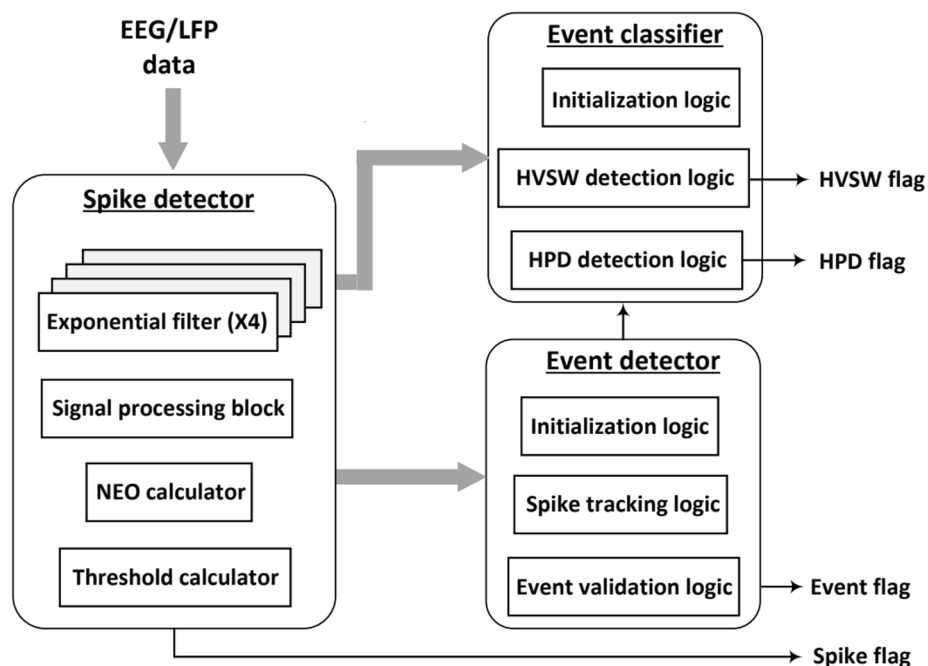 EEG/LFP
data
Spike detector
Exponential filter (X4)
Signal processing block
NEO calculator
Threshold calculator
Event classifier
Initialization logic
HVSW detection logic
HVSW flag
HPD detection logic
HPD flag
Event detector
Initialization logic
Spike tracking logic
Event validation logic
Event flag
Spike flag